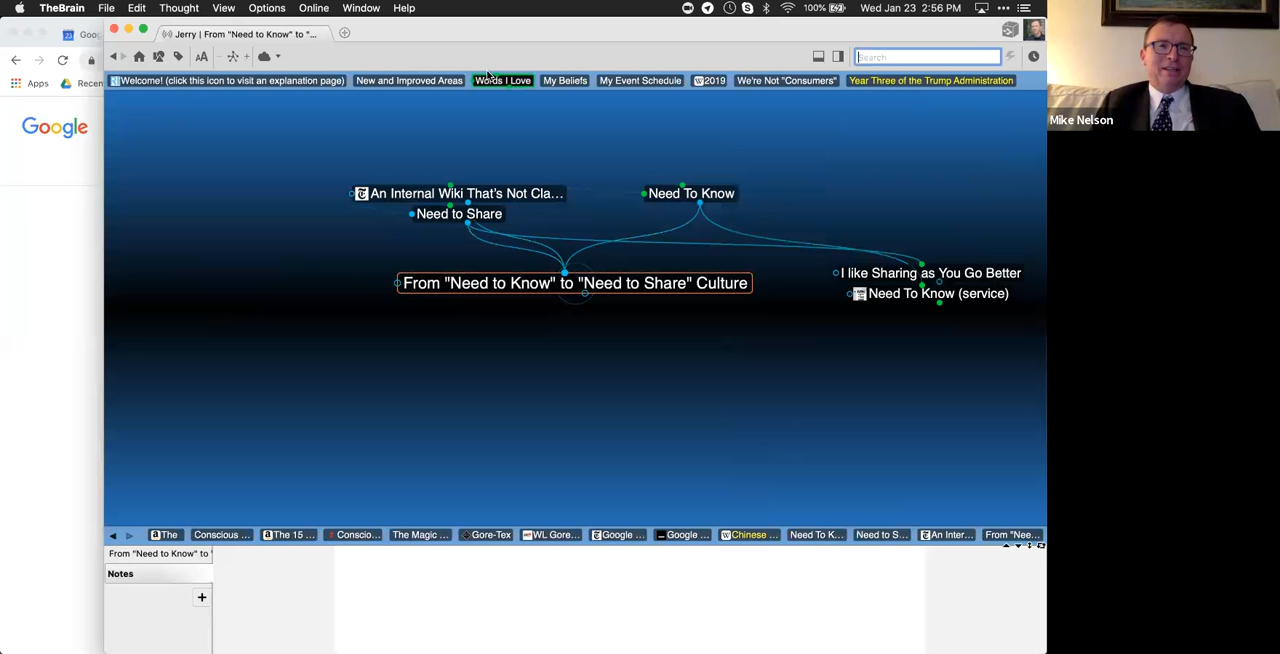 TheBrain File Edit Thought View Options Online Window Help 100% Wed Jan 23 2:56 PM
Jerry | From "Need to Know" to "...
Search
Apps
Google
Welcome! (click this icon to visit an explanation page) New and Improved Areas Words I Love My Beliefs My Event Schedule 2019 We're Not "Consumers" Year Three of the Trump Administration
Mike Nelson
An Internal Wiki That's Not Cla...
Need To Know
Need to Share
I like Sharing as You Go Better
From "Need to Know" to "Need to Share" Culture
Need To Know (service)
The Conscious ... The 15 ... Conscio... The Magic ... Gore-Tex WL Gore... Google ... Google ... Chinese ... Need To K... Need to S... An Inter... From "Nee...
From "Need to Know" to
Notes